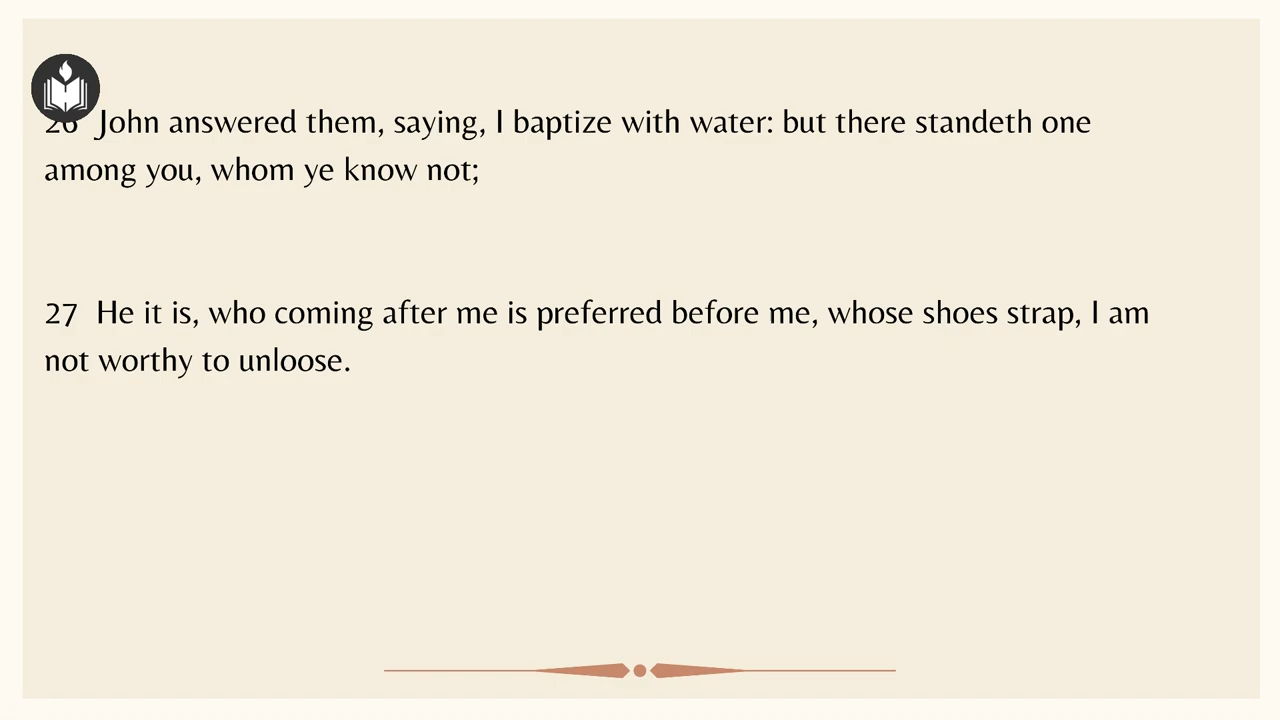 26 John answered them, saying, I baptize with water: but there standeth one
among you, whom ye know not;
27 He it is, who coming after me is preferred before me, whose shoes strap, I am
not worthy to unloose.